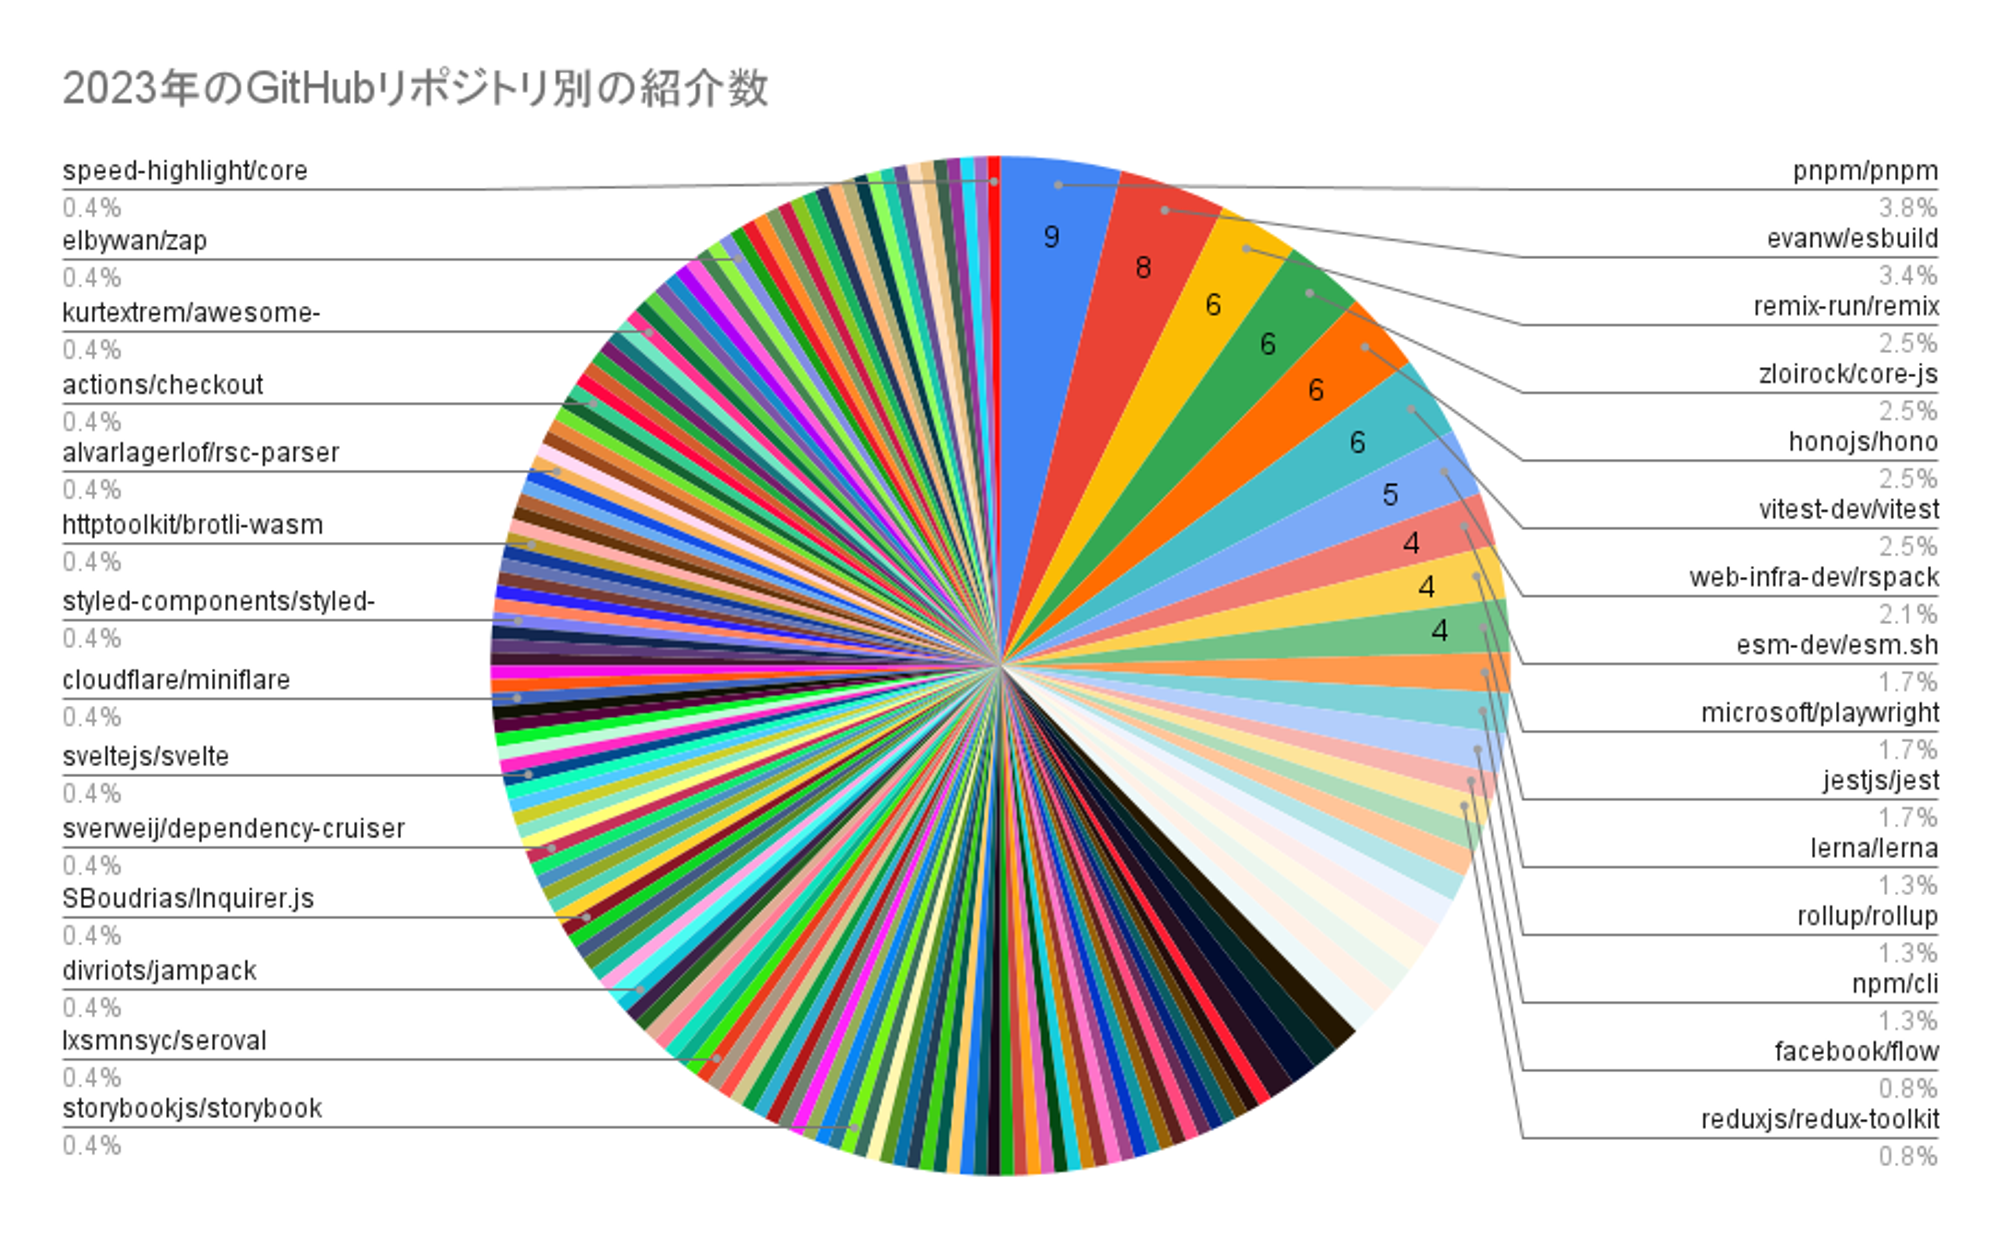 2023年のGitHubリポジトリ別の紹介数
speed-highlight/core
0.4%
elbywan/zap
0.4%
kurtextrem/awesome-
0.4%
actions/checkout
0.4%
alvarlagerlof/rsc-parser
0.4%
httptoolkit/brotli-wasm
0.4%
styled-components/styled-
0.4%
cloudflare/miniflare
0.4%
sveltejs/svelte
0.4%
sverweij/dependency-cruiser
0.4%
SBoudrias/Inquirer.js
0.4%
divriots/jampack
0.4%
lxsmnsyc/seroval
0.4%
storybookjs/storybook
0.4%
9
8
6
6
6
6
5
4
4
4
pnpm/pnpm
3.8%
evanw/esbuild
3.4%
remix-run/remix
2.5%
zloirock/core-js
2.5%
honojs/hono
2.5%
vitest-dev/vitest
2.5%
web-infra-dev/rspack
2.1%
esm-dev/esm.sh
1.7%
microsoft/playwright
1.7%
jestjs/jest
1.7%
lerna/lerna
1.3%
rollup/rollup
1.3%
npm/cli
1.3%
facebook/flow
0.8%
reduxjs/redux-toolkit
0.8%